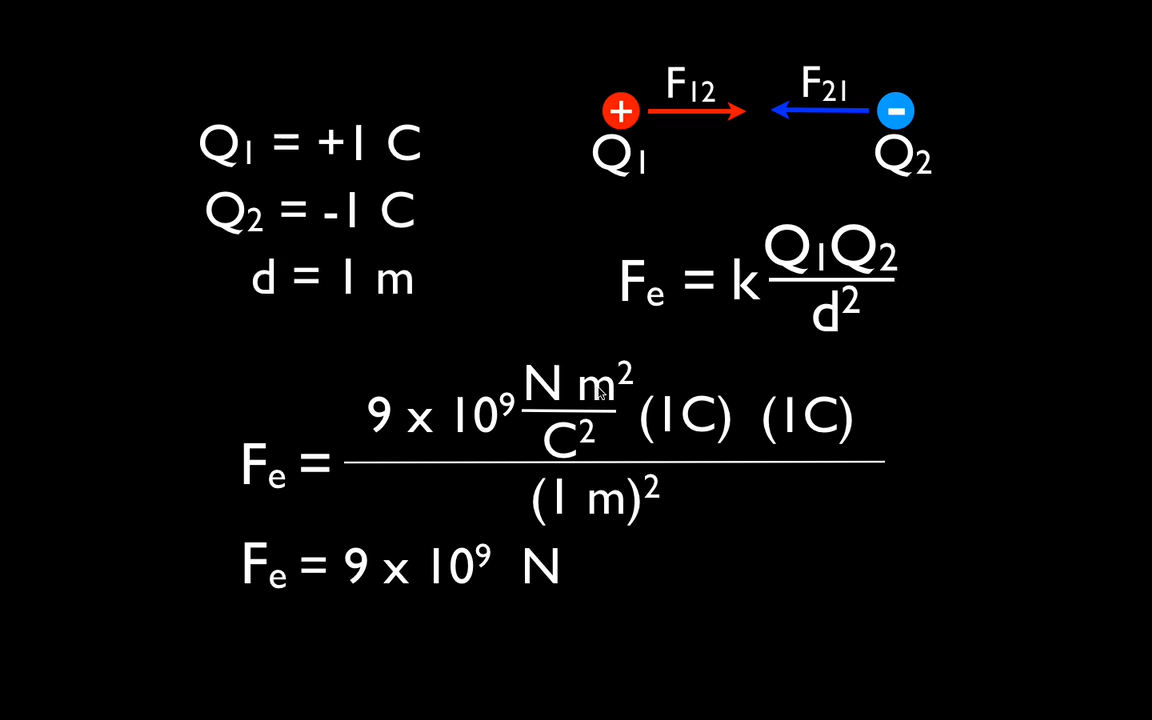 F₁₂ F₂₁
+ -
Q₁ Q₂
Q₁ = +1 C
Q₂ = -1 C
d = 1 m
Fₑ = k Q₁Q₂ / d²
Fₑ = 9 x 10⁹ N m² / C² (1C) (1C) / (1 m)²
Fₑ = 9 x 10⁹ N